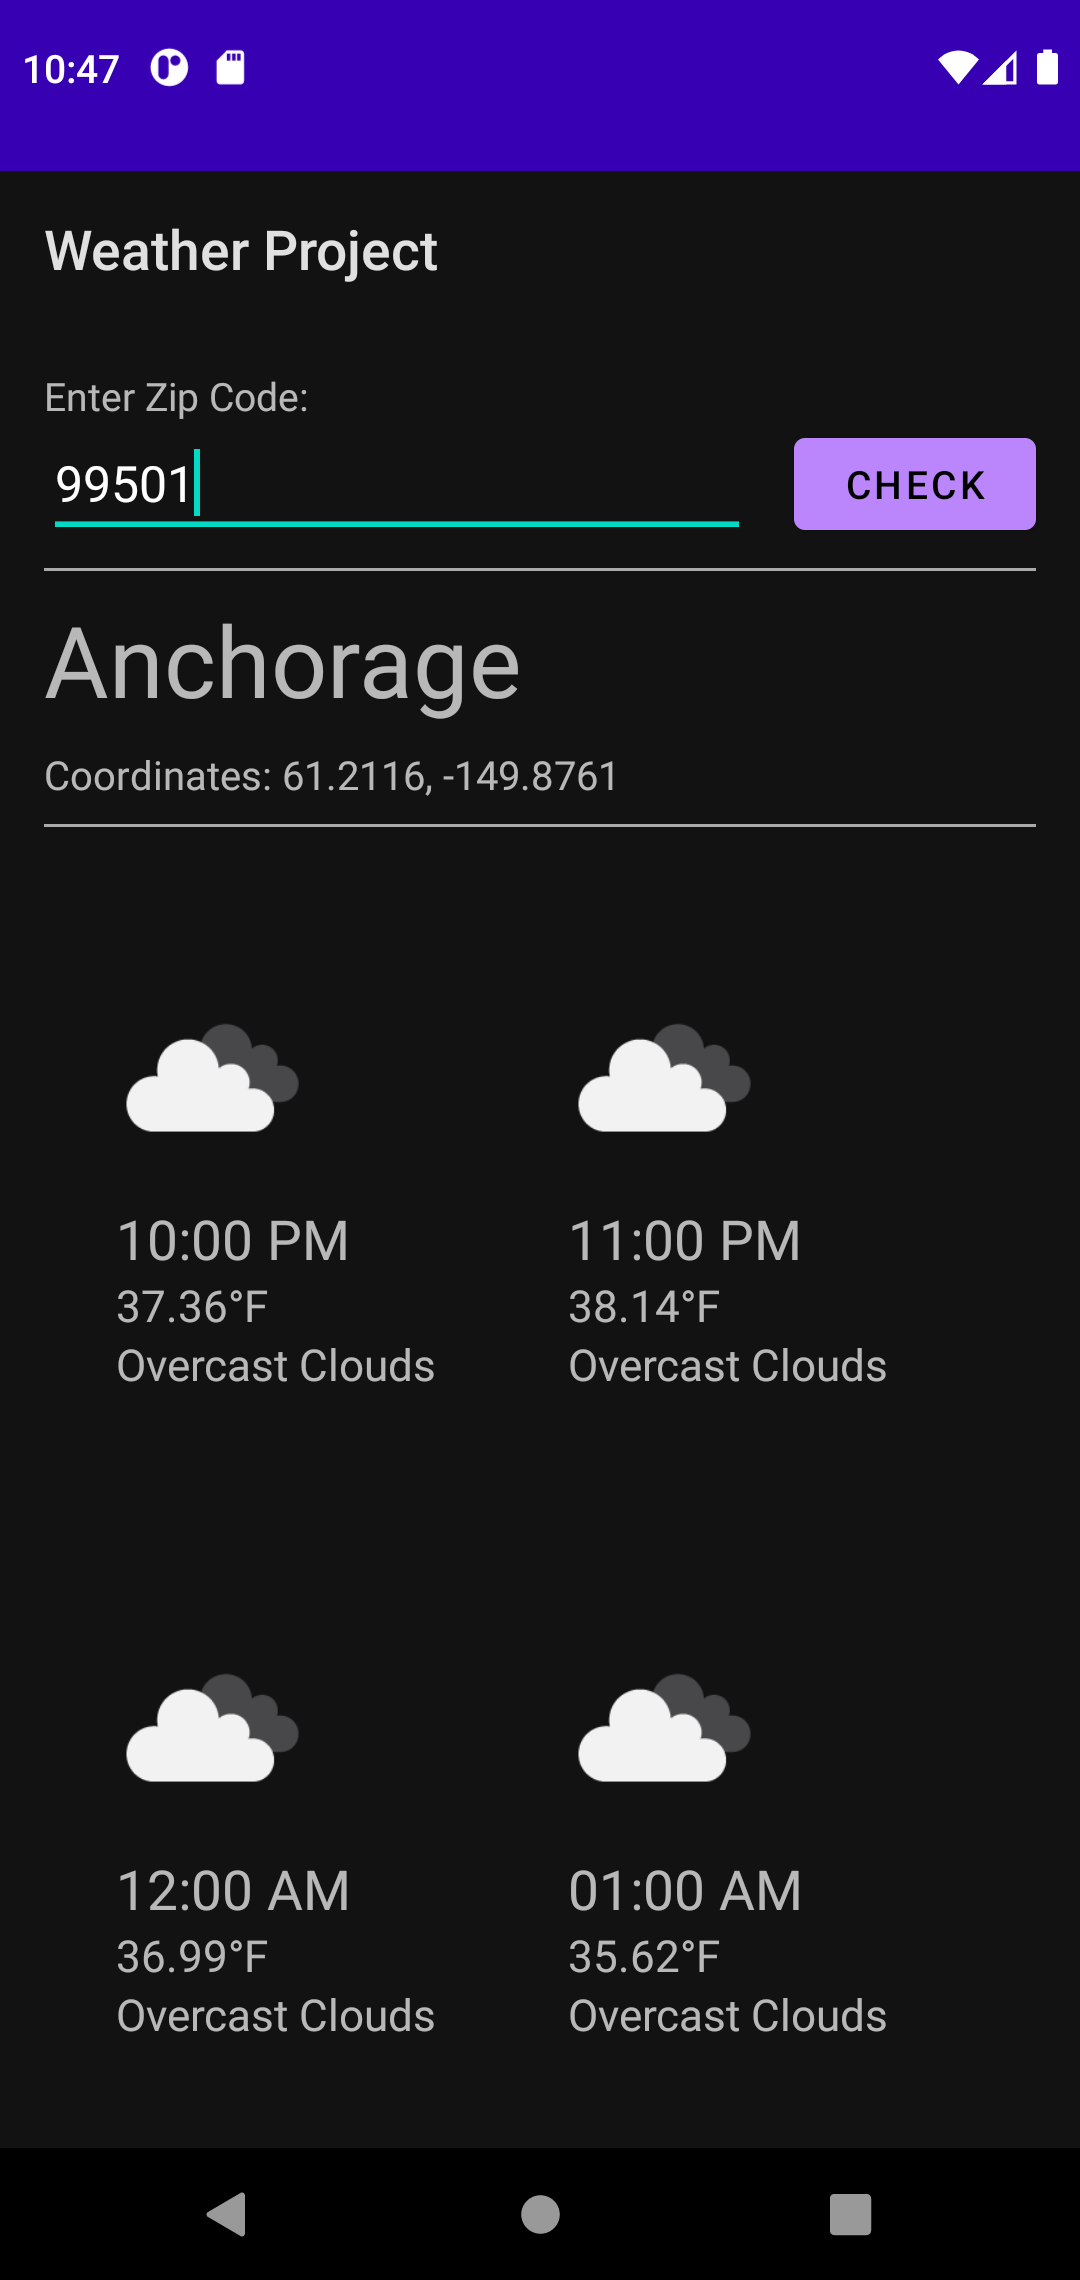 10:47
Weather Project
Enter Zip Code:
99501
CHECK
Anchorage
Coordinates: 61.2116, -149.8761
10:00 PM
37.36°F
Overcast Clouds
11:00 PM
38.14°F
Overcast Clouds
12:00 AM
36.99°F
Overcast Clouds
01:00 AM
35.62°F
Overcast Clouds